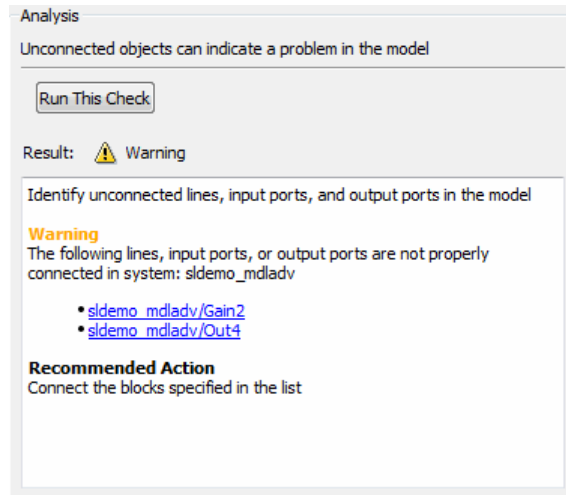 Analysis
Unconnected objects can indicate a problem in the model
Run This Check
Result: Warning
Identify unconnected lines, input ports, and output ports in the model
Warning
The following lines, input ports, or output ports are not properly
connected in system: sldemo_mdladv
• sldemo_mdladv/Gain2
• sldemo_mdladv/Out4
Recommended Action
Connect the blocks specified in the list